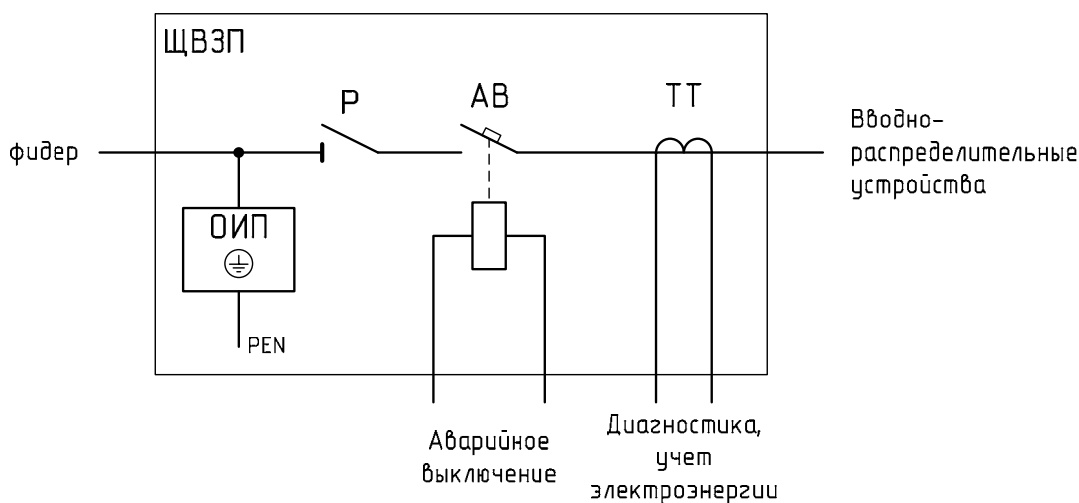 ЩВЗП
Р
АВ
ТТ
фидер
Вводно-
распределительные
устройства
ОИП
PEN
Аварийное
выключение
Диагностика,
учет
электроэнергии